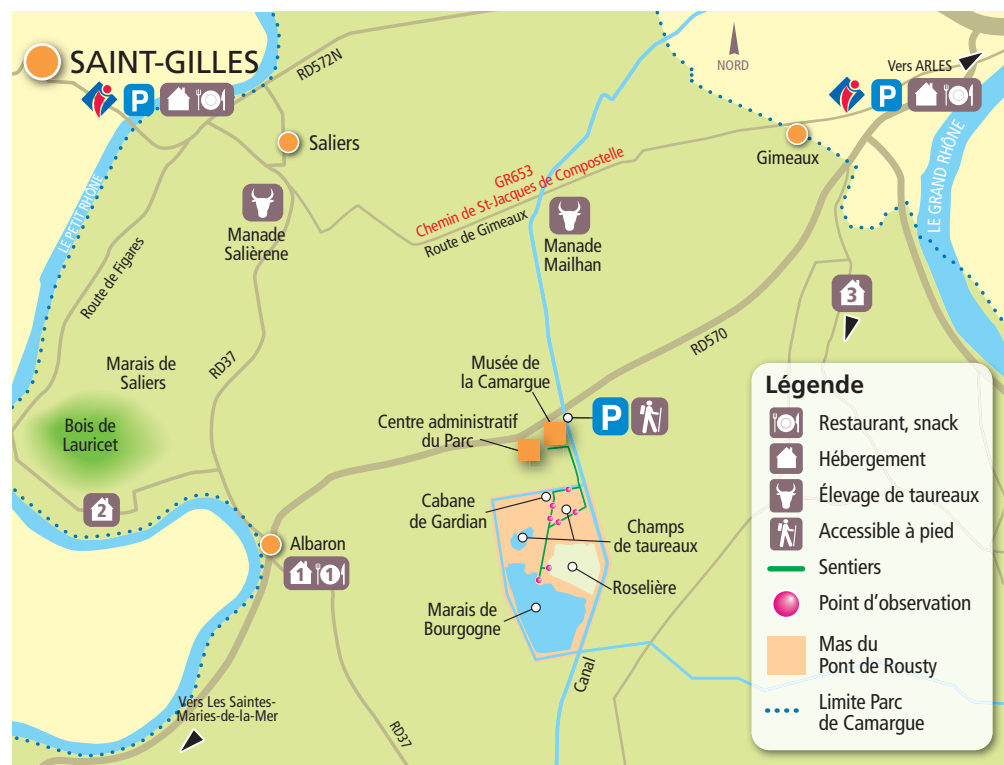 SAINT-GILLES
P
RD572N
NORD
Vers ARLES
P
Saliers
Gimeaux
LE PETIT RHÔNE
LE GRAND RHÔNE
GR653
Chemin de St-Jacques de Compostelle
Route de Gimeaux
Manade
Salièrene
Manade
Mailhan
Route de Figares
3
RD570
Marais de
Saliers
RD37
Musée de
la Camargue
Bois de
Lauricet
Centre administratif
du Parc
P
2
Cabane
de Gardian
Champs
de taureaux
Albaron
1 1
Roselière
Marais de
Bourgogne
Canal
Vers Les Saintes-
Maries-de-la-Mer
RD37
Légende
Restaurant, snack
Hébergement
Élevage de taureaux
Accessible à pied
Sentiers
Point d'observation
Mas du
Pont de Rousty
Limite Parc
de Camargue